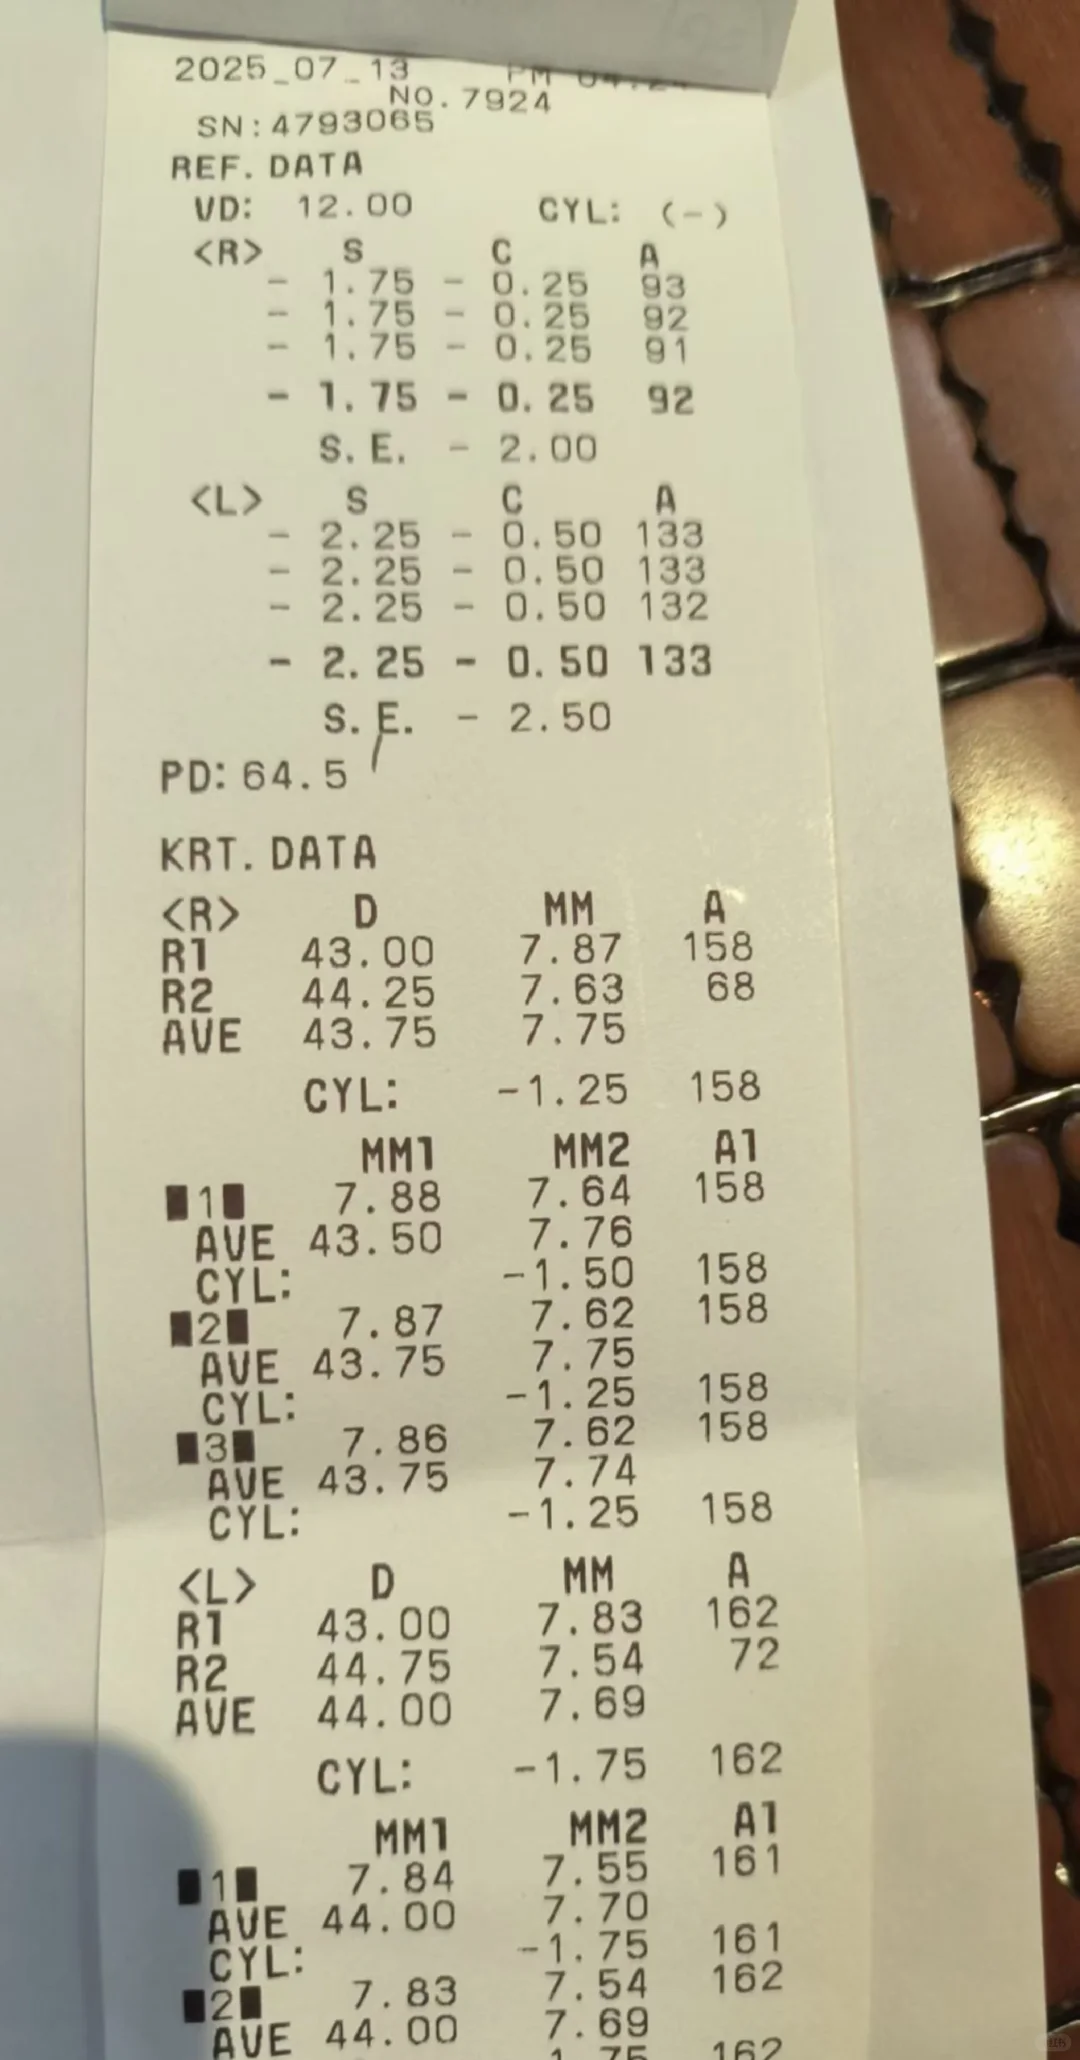 2025_07_13 PM
NO.7924
SN:4793065
REF. DATA
VD: 12.00 CYL: (-)
<R> S C A
- 1.75 - 0.25 93
- 1.75 - 0.25 92
- 1.75 - 0.25 91
- 1.75 - 0.25 92
S.E. - 2.00
<L> S C A
- 2.25 - 0.50 133
- 2.25 - 0.50 133
- 2.25 - 0.50 132
- 2.25 - 0.50 133
S.E. - 2.50
PD: 64.5
KRT. DATA
<R> D MM A
R1 43.00 7.87 158
R2 44.25 7.63 68
AVE 43.75 7.75
CYL: -1.25 158
MM1 MM2 A1
■1■ 7.88 7.64 158
AVE 43.50 7.76
CYL: -1.50 158
■2■ 7.87 7.62 158
AVE 43.75 7.75
CYL: -1.25 158
■3■ 7.86 7.62 158
AVE 43.75 7.74
CYL: -1.25 158
<L> D MM A
R1 43.00 7.83 162
R2 44.75 7.54 72
AVE 44.00 7.69
CYL: -1.75 162
MM1 MM2 A1
■1■ 7.84 7.55 161
AVE 44.00 7.70
CYL: -1.75 161
■2■ 7.83 7.54 162
AVE 44.00 7.69
162